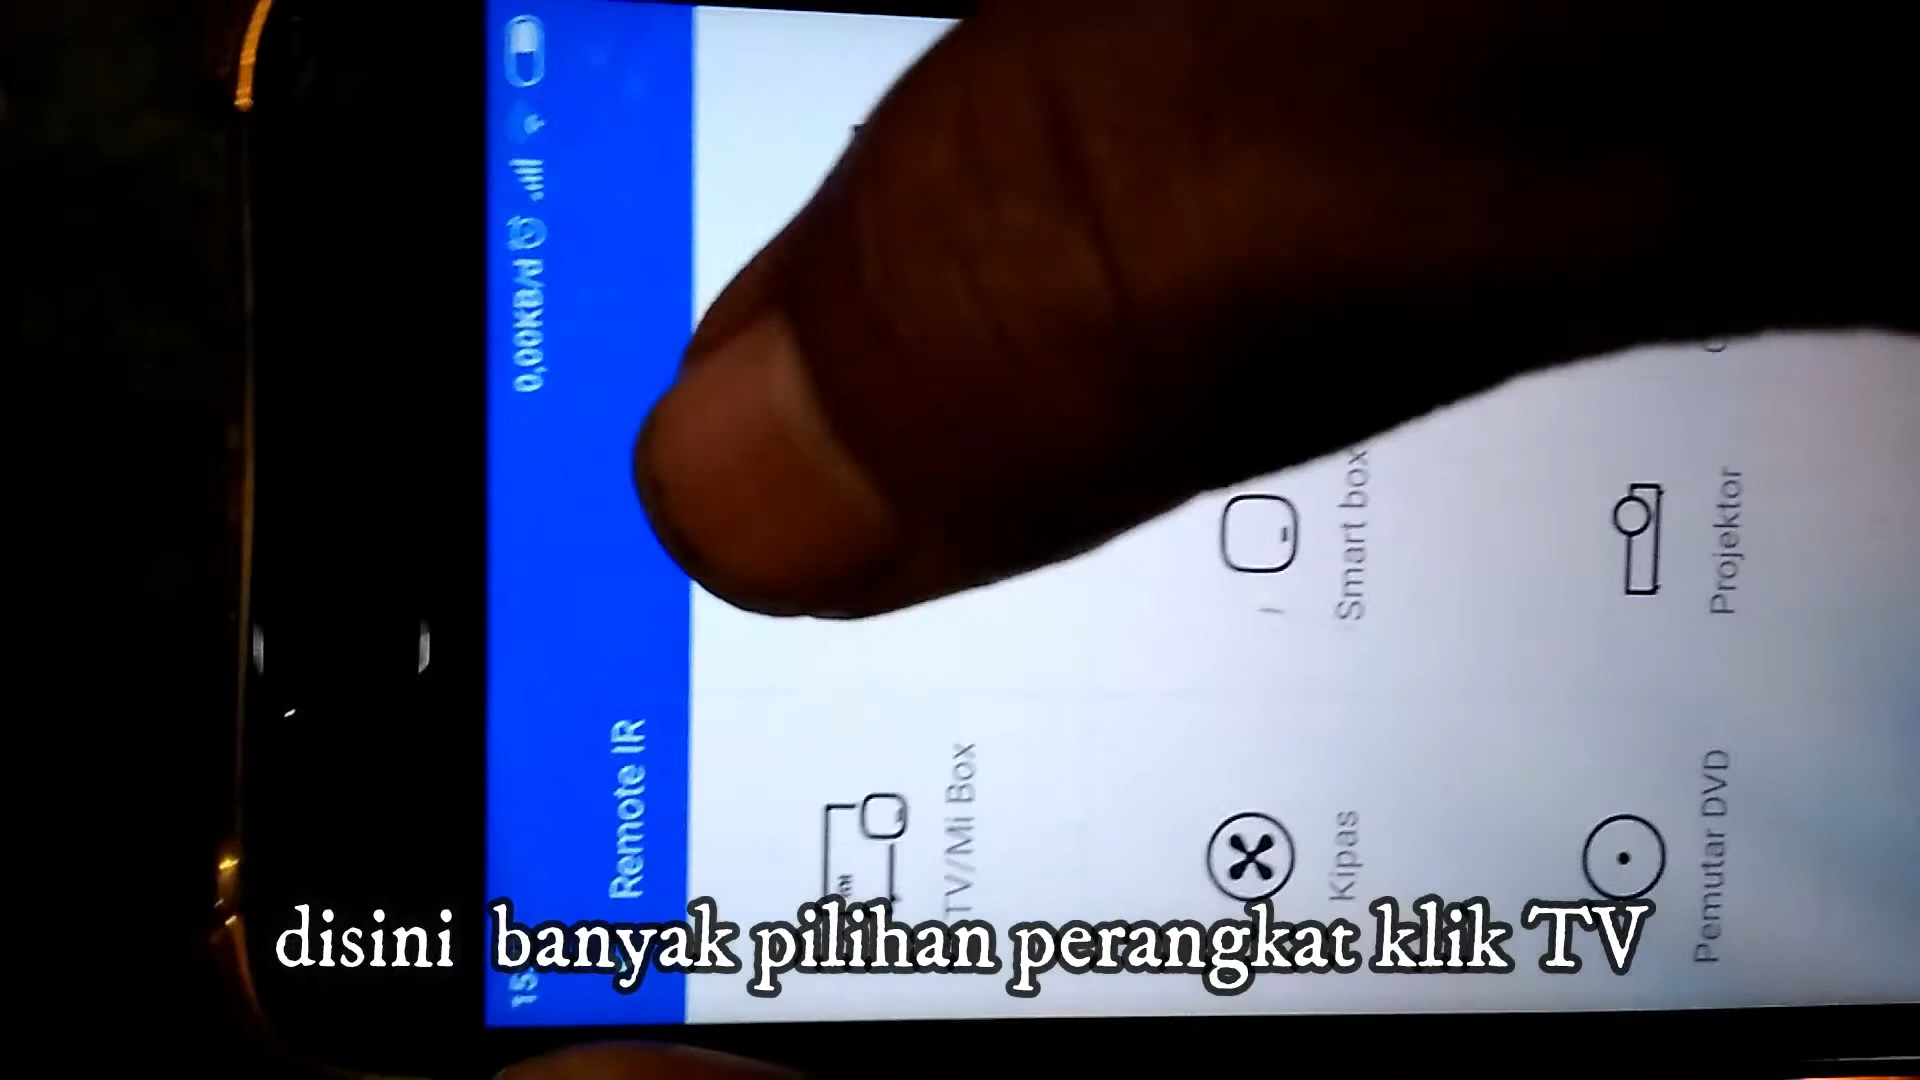 0,00KB/d
Remote IR
TV/Mi Box
Smart box
Projektor
Kipas
Pemutar DVD
disini banyak pilihan perangkat klik TV